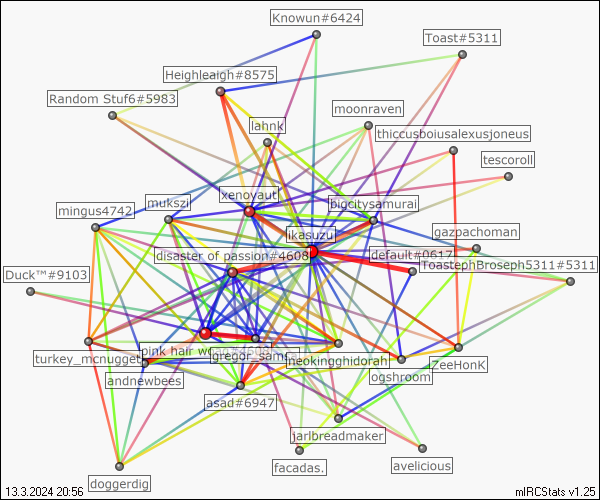 Knowun#6424
Toast#5311
Heighleaigh#8575
Random Stuf6#5983
moonraven
lahnk
thiccusboiusalexusjoneus
tescoroll
xenoyaut
mukszi
bigcitysamurai
mingus4742
gazpachoman
ikasuzu
disaster of passion#4608
default#0617
ToastephBroseph5311#5311
Duck™#9103
turkey_mcnugget
pink hair
gregor_samsa
neokingghidorah
ZeeHonK
andnewbees
ogshroom
asad#6947
jarlbreadmaker
facadas.
avelicious
doggerdig
13.3.2024 20:56
mIRCStats v1.25